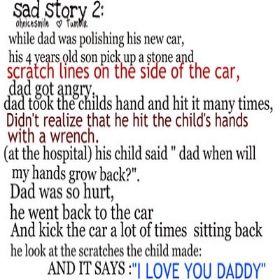 sad story 2:
ohnicesmile ♡ tumblr
while dad was polishing his new car,
his 4 years old son pick up a stone and
scratch lines on the side of the car,
dad got angry,
dad took the childs hand and hit it many times,
Didn't realize that he hit the child's hands
with a wrench.
(at the hospital) his child said " dad when will
my hands grow back?".
Dad was so hurt,
he went back to the car
And kick the car a lot of times sitting back
he look at the scratches the child made:
AND IT SAYS :"I LOVE YOU DADDY"